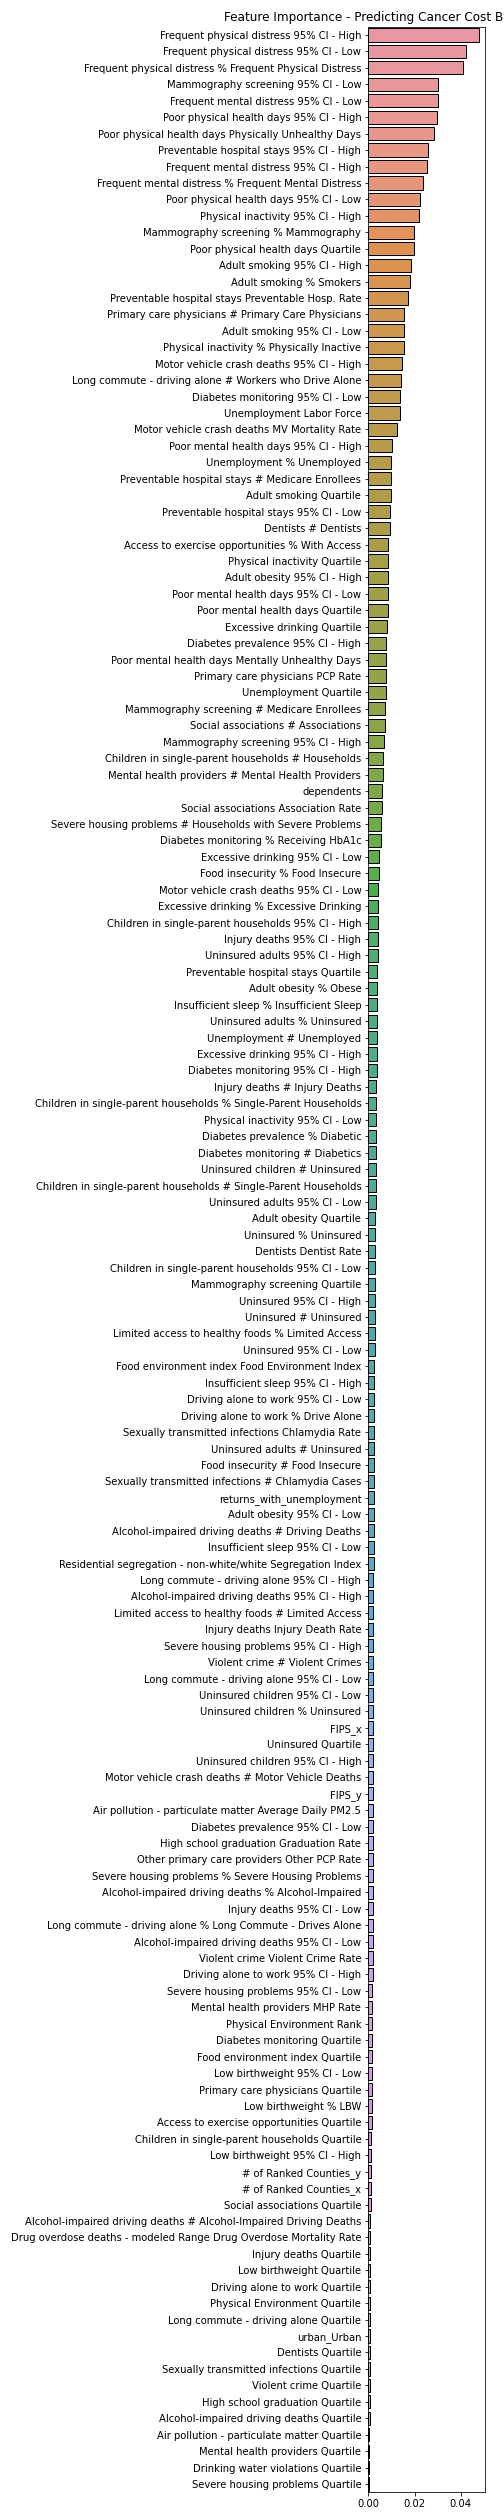 Feature Importance - Predicting Cancer Cost B
Frequent physical distress 95% CI - High
Frequent physical distress 95% CI - Low
Frequent physical distress % Frequent Physical Distress
Mammography screening 95% CI - Low
Frequent mental distress 95% CI - Low
Poor physical health days 95% CI - High
Poor physical health days Physically Unhealthy Days
Preventable hospital stays 95% CI - High
Frequent mental distress 95% CI - High
Frequent mental distress % Frequent Mental Distress
Poor physical health days 95% CI - Low
Physical inactivity 95% CI - High
Mammography screening % Mammography
Poor physical health days Quartile
Adult smoking 95% CI - High
Adult smoking % Smokers
Preventable hospital stays Preventable Hosp. Rate
Primary care physicians # Primary Care Physicians
Adult smoking 95% CI - Low
Physical inactivity % Physically Inactive
Motor vehicle crash deaths 95% CI - High
Long commute - driving alone # Workers who Drive Alone
Diabetes monitoring 95% CI - Low
Unemployment Labor Force
Motor vehicle crash deaths MV Mortality Rate
Poor mental health days 95% CI - High
Unemployment % Unemployed
Preventable hospital stays # Medicare Enrollees
Adult smoking Quartile
Preventable hospital stays 95% CI - Low
Dentists # Dentists
Access to exercise opportunities % With Access
Physical inactivity Quartile
Adult obesity 95% CI - High
Poor mental health days 95% CI - Low
Poor mental health days Quartile
Excessive drinking Quartile
Diabetes prevalence 95% CI - High
Poor mental health days Mentally Unhealthy Days
Primary care physicians PCP Rate
Unemployment Quartile
Mammography screening # Medicare Enrollees
Social associations # Associations
Mammography screening 95% CI - High
Children in single-parent households # Households
Mental health providers # Mental Health Providers
dependents
Social associations Association Rate
Severe housing problems # Households with Severe Problems
Diabetes monitoring % Receiving HbA1c
Excessive drinking 95% CI - Low
Food insecurity % Food Insecure
Motor vehicle crash deaths 95% CI - Low
Excessive drinking % Excessive Drinking
Children in single-parent households 95% CI - High
Injury deaths 95% CI - High
Uninsured adults 95% CI - High
Preventable hospital stays Quartile
Adult obesity % Obese
Insufficient sleep % Insufficient Sleep
Uninsured adults % Uninsured
Unemployment # Unemployed
Excessive drinking 95% CI - High
Diabetes monitoring 95% CI - High
Injury deaths # Injury Deaths
Children in single-parent households % Single-Parent Households
Physical inactivity 95% CI - Low
Diabetes prevalence % Diabetic
Diabetes monitoring # Diabetics
Uninsured children # Uninsured
Children in single-parent households # Single-Parent Households
Uninsured adults 95% CI - Low
Adult obesity Quartile
Uninsured % Uninsured
Dentists Dentist Rate
Children in single-parent households 95% CI - Low
Mammography screening Quartile
Uninsured 95% CI - High
Uninsured # Uninsured
Limited access to healthy foods % Limited Access
Uninsured 95% CI - Low
Food environment index Food Environment Index
Insufficient sleep 95% CI - High
Driving alone to work 95% CI - Low
Driving alone to work % Drive Alone
Sexually transmitted infections Chlamydia Rate
Uninsured adults # Uninsured
Food insecurity # Food Insecure
Sexually transmitted infections # Chlamydia Cases
returns_with_unemployment
Adult obesity 95% CI - Low
Alcohol-impaired driving deaths # Driving Deaths
Insufficient sleep 95% CI - Low
Residential segregation - non-white/white Segregation Index
Long commute - driving alone 95% CI - High
Alcohol-impaired driving deaths 95% CI - High
Limited access to healthy foods # Limited Access
Injury deaths Injury Death Rate
Severe housing problems 95% CI - High
Violent crime # Violent Crimes
Long commute - driving alone 95% CI - Low
Uninsured children 95% CI - Low
Uninsured children % Uninsured
FIPS_x
Uninsured Quartile
Uninsured children 95% CI - High
Motor vehicle crash deaths # Motor Vehicle Deaths
FIPS_y
Air pollution - particulate matter Average Daily PM2.5
Diabetes prevalence 95% CI - Low
High school graduation Graduation Rate
Other primary care providers Other PCP Rate
Severe housing problems % Severe Housing Problems
Alcohol-impaired driving deaths % Alcohol-Impaired
Injury deaths 95% CI - Low
Long commute - driving alone % Long Commute - Drives Alone
Alcohol-impaired driving deaths 95% CI - Low
Violent crime Violent Crime Rate
Driving alone to work 95% CI - High
Severe housing problems 95% CI - Low
Mental health providers MHP Rate
Physical Environment Rank
Diabetes monitoring Quartile
Food environment index Quartile
Low birthweight 95% CI - Low
Primary care physicians Quartile
Low birthweight % LBW
Access to exercise opportunities Quartile
Children in single-parent households Quartile
Low birthweight 95% CI - High
# of Ranked Counties_y
# of Ranked Counties_x
Social associations Quartile
Alcohol-impaired driving deaths # Alcohol-Impaired Driving Deaths
Drug overdose deaths - modeled Range Drug Overdose Mortality Rate
Injury deaths Quartile
Low birthweight Quartile
Driving alone to work Quartile
Physical Environment Quartile
Long commute - driving alone Quartile
urban_Urban
Dentists Quartile
Sexually transmitted infections Quartile
Violent crime Quartile
High school graduation Quartile
Alcohol-impaired driving deaths Quartile
Air pollution - particulate matter Quartile
Mental health providers Quartile
Drinking water violations Quartile
Severe housing problems Quartile
0.00 0.02 0.04